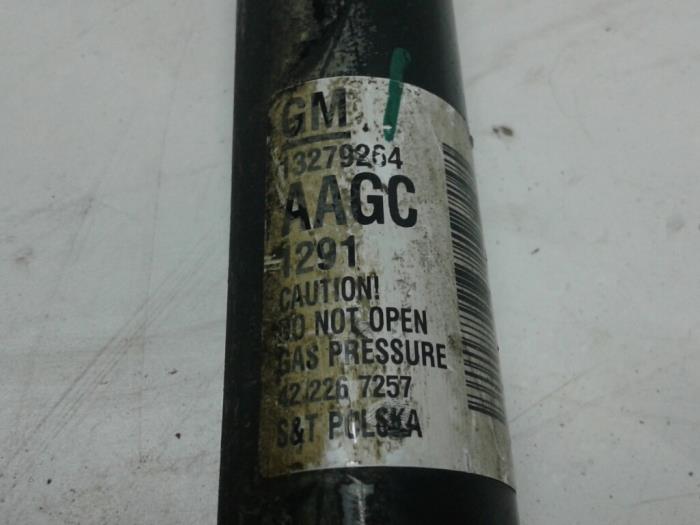 GM
13279264
AAGC
1291
CAUTION!
DO NOT OPEN
GAS PRESSURE
42 226 7257
S&T POLSKA